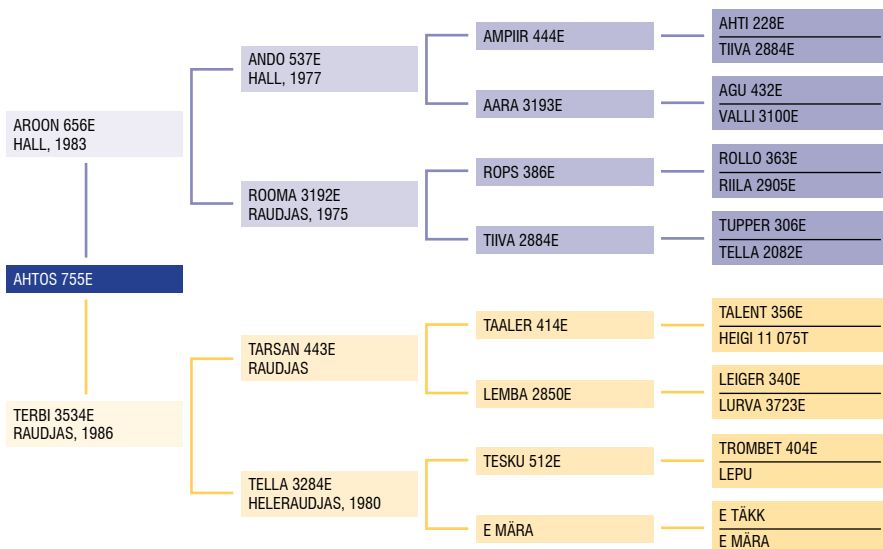 AROON 656E
HALL, 1983
AHTOS 755E
TERBI 3534E
RAUDJAS, 1986
ANDO 537E
HALL, 1977
ROOMA 3192E
RAUDJAS, 1975
TARSAN 443E
RAUDJAS
TELLA 3284E
HELERAUDJAS, 1980
AMPIIR 444E
AARA 3193E
ROPS 386E
TIIVA 2884E
TAALER 414E
LEMBA 2850E
TESKU 512E
E MÄRA
AHTI 228E
TIIVA 2884E
AGU 432E
VALLI 3100E
ROLLO 363E
RIILA 2905E
TUPPER 306E
TELLA 2082E
TALENT 356E
HEIGI 11 075T
LEIGER 340E
LURVA 3723E
TROMBET 404E
LEPU
E TÄKK
E MÄRA